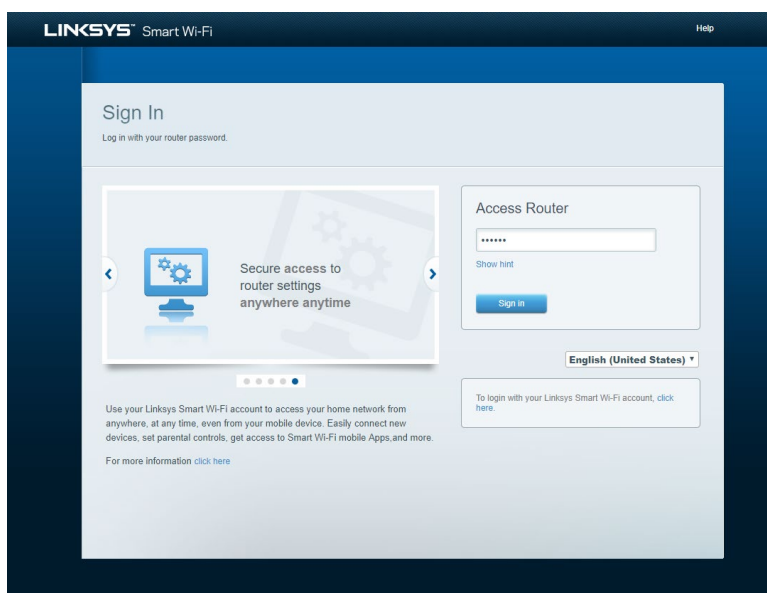 LINKSYS™ Smart Wi-Fi
Help
Sign In
Log in with your router password.
Secure access to
router settings
anywhere anytime
Use your Linksys Smart Wi-Fi account to access your home network from
anywhere, at any time, even from your mobile device. Easily connect new
devices, set parental controls, get access to Smart Wi-Fi mobile Apps,and more.
For more information click here
Access Router
••••••
Show hint
Sign in
English (United States)
To login with your Linksys Smart Wi-Fi account, click
here.